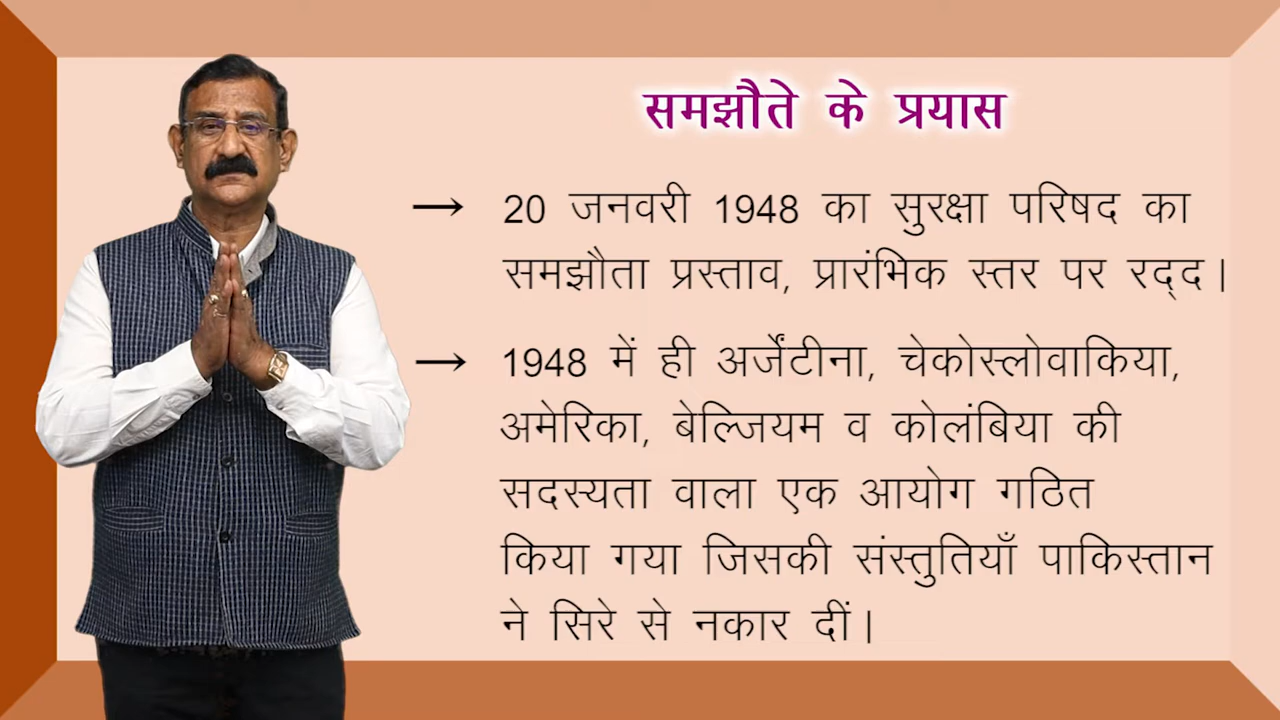 समझौते के प्रयास
→ 20 जनवरी 1948 का सुरक्षा परिषद का
समझौता प्रस्ताव, प्रारंभिक स्तर पर रद्द।
→ 1948 में ही अर्जेंटीना, चेकोस्लोवाकिया,
अमेरिका, बेल्जियम व कोलंबिया की
सदस्यता वाला एक आयोग गठित
किया गया जिसकी संस्तुतियाँ पाकिस्तान
ने सिरे से नकार दीं।